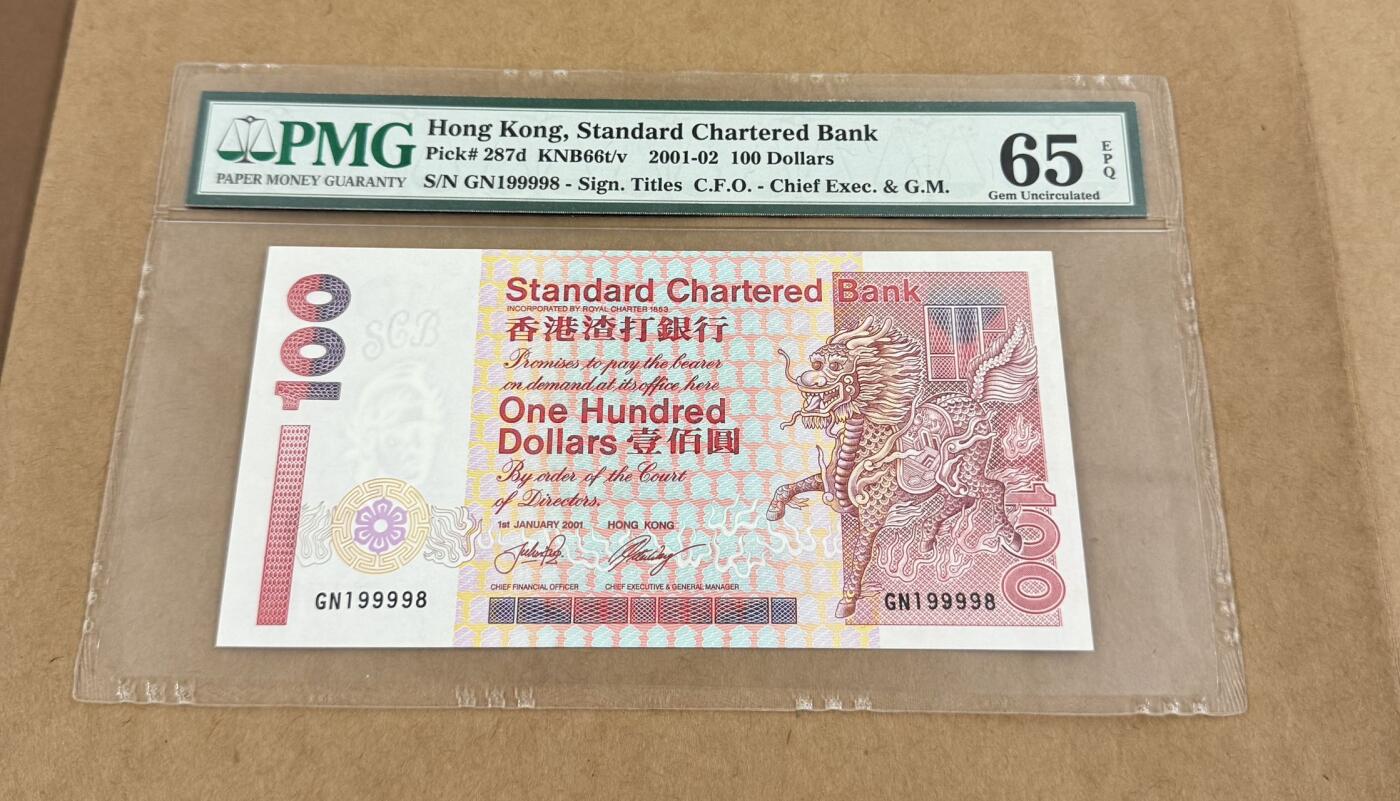 PMG
PAPER MONEY GUARANTY
Hong Kong, Standard Chartered Bank
Pick# 287d KNB66t/v 2001-02 100 Dollars
S/N GN199998 - Sign. Titles C.F.O. - Chief Exec. & G.M.
65
EPQ
Gem Uncirculated
100
SCB
Standard Chartered Bank
INCORPORATED BY ROYAL CHARTER 1853
香港渣打銀行
Promises to pay the bearer
on demand at its office here
One Hundred
Dollars 壹佰圓
By order of the Court
of Directors.
1st JANUARY 2001 HONG KONG
CHIEF FINANCIAL OFFICER CHIEF EXECUTIVE & GENERAL MANAGER
GN199998
GN199998
100